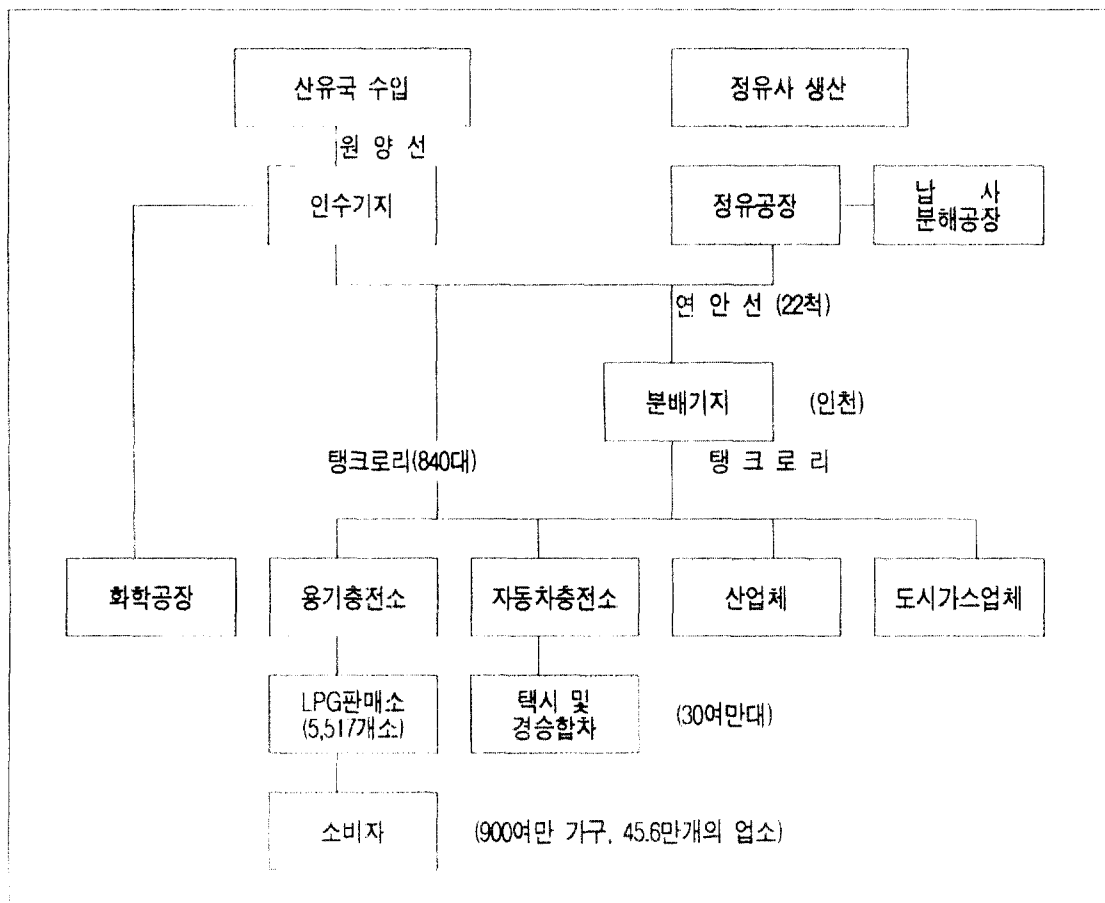 산유국 수입
정유사 생산
원 양 선
인수기지
정유공장
납 사
분해공장
연 안 선 (22척)
분배기지
(인천)
탱크로리(840대)
탱 크 로 리
화학공장
용기충전소
자동차충전소
산업체
도시가스업체
LPG판매소
(5,517개소)
택시 및
경승합차
(30여만대)
소비자
(900여만 가구, 45.6만개의 업소)